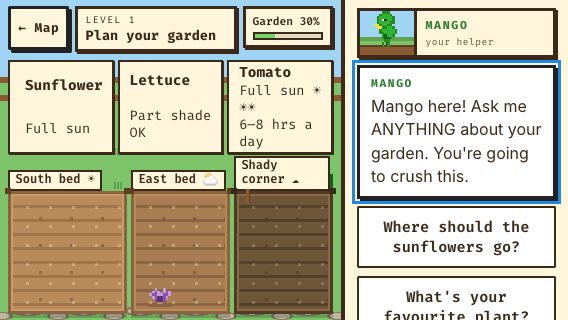 ← Map
LEVEL 1
Plan your garden
Garden 30%
MANGO
your helper
Sunflower
Full sun
Lettuce
Part shade
OK
Tomato
Full sun ☀
☀☀
6–8 hrs a
day
South bed ☀
East bed ⛅
Shady
corner ☁
MANGO
Mango here! Ask me
ANYTHING about your
garden. You're going
to crush this.
Where should the
sunflowers go?
What's your
favourite plant?